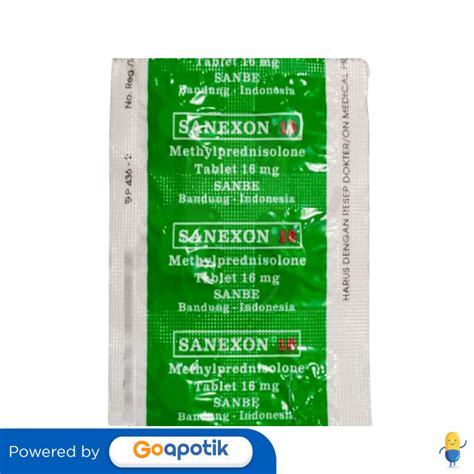 Tablet 16 mg
SANBE
Bandung - Indonesia
SANEXON® 16
Methylprednisolone
Tablet 16 mg
SANBE
Bandung - Indonesia
SANEXON® 16
Methylprednisolone
Tablet 16 mg
SANBE
Bandung - Indonesia
SANEXON® 16
Methylprednisolone
Tablet 16 mg
SANBE
Bandung - Indonesia
No. Reg./
P 436 - 2
HARUS DENGAN RESEP DOKTER/ON MEDICAL
Powered by Goapotik